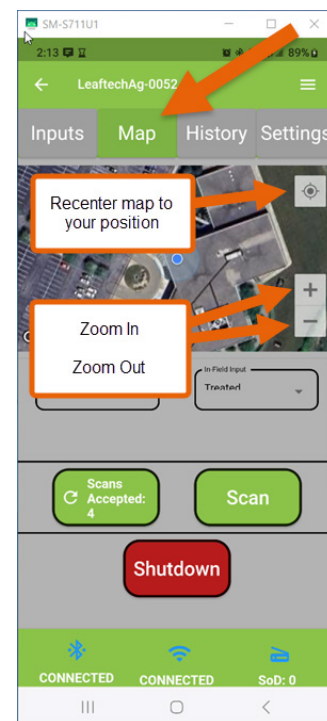 SM-S711U1
2:13
89%
LeaftechAg-0052
Inputs Map History Settings
Recenter map to
your position
Zoom In
Zoom Out
In-Field Input
Treated
Scans
Accepted:
4
Scan
Shutdown
CONNECTED CONNECTED SoD: 0